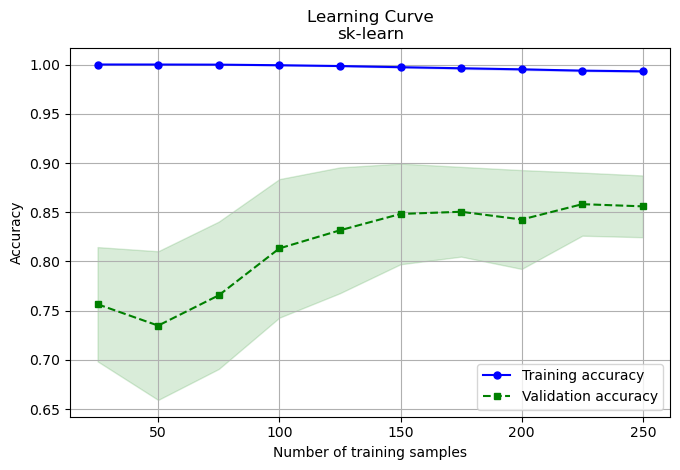 Learning Curve
sk-learn
Accuracy
1.00
0.95
0.90
0.85
0.80
0.75
0.70
0.65
Training accuracy
Validation accuracy
50
100
150
200
250
Number of training samples